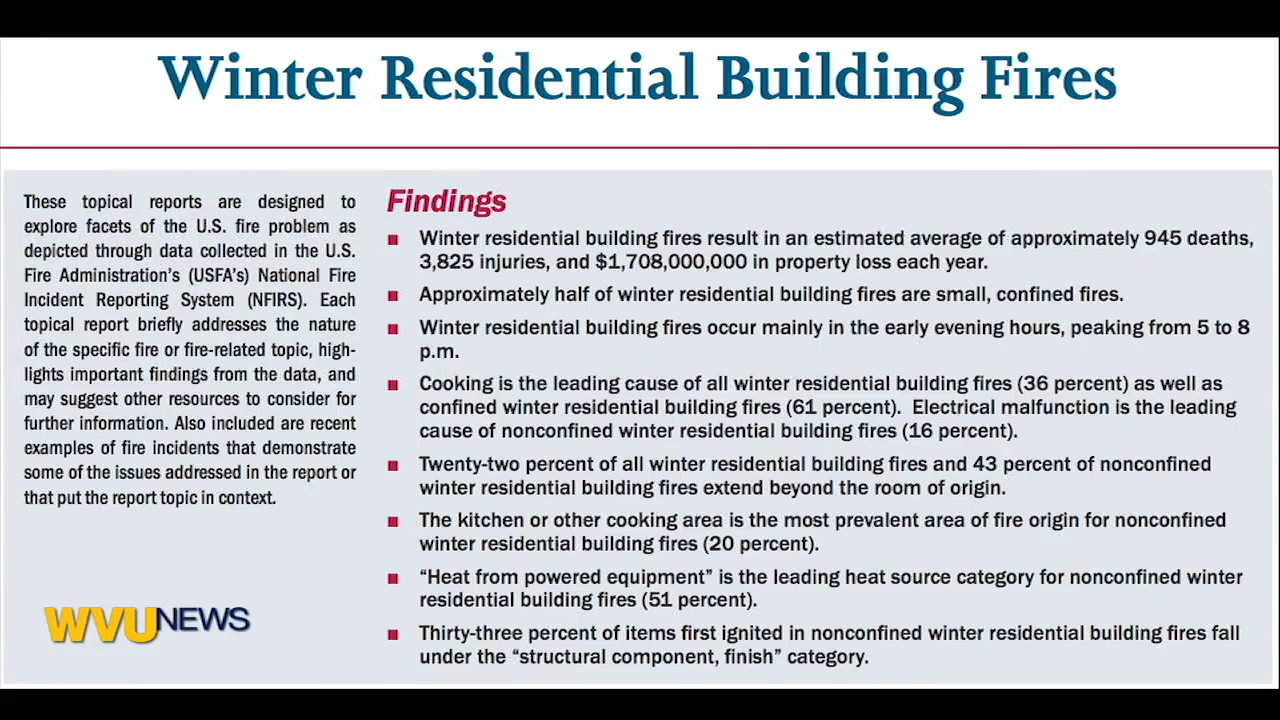 Winter Residential Building Fires
These topical reports are designed to
explore facets of the U.S. fire problem as
depicted through data collected in the U.S.
Fire Administration's (USFA's) National Fire
Incident Reporting System (NFIRS). Each
topical report briefly addresses the nature
of the specific fire or fire-related topic, high-
lights important findings from the data, and
may suggest other resources to consider for
further information. Also included are recent
examples of fire incidents that demonstrate
some of the issues addressed in the report or
that put the report topic in context.
WVU NEWS
Findings
Winter residential building fires result in an estimated average of approximately 945 deaths,
3,825 injuries, and $1,708,000,000 in property loss each year.
Approximately half of winter residential building fires are small, confined fires.
Winter residential building fires occur mainly in the early evening hours, peaking from 5 to 8
p.m.
Cooking is the leading cause of all winter residential building fires (36 percent) as well as
confined winter residential building fires (61 percent).  Electrical malfunction is the leading
cause of nonconfined winter residential building fires (16 percent).
Twenty-two percent of all winter residential building fires and 43 percent of nonconfined
winter residential building fires extend beyond the room of origin.
The kitchen or other cooking area is the most prevalent area of fire origin for nonconfined
winter residential building fires (20 percent).
“Heat from powered equipment” is the leading heat source category for nonconfined winter
residential building fires (51 percent).
Thirty-three percent of items first ignited in nonconfined winter residential building fires fall
under the “structural component, finish” category.